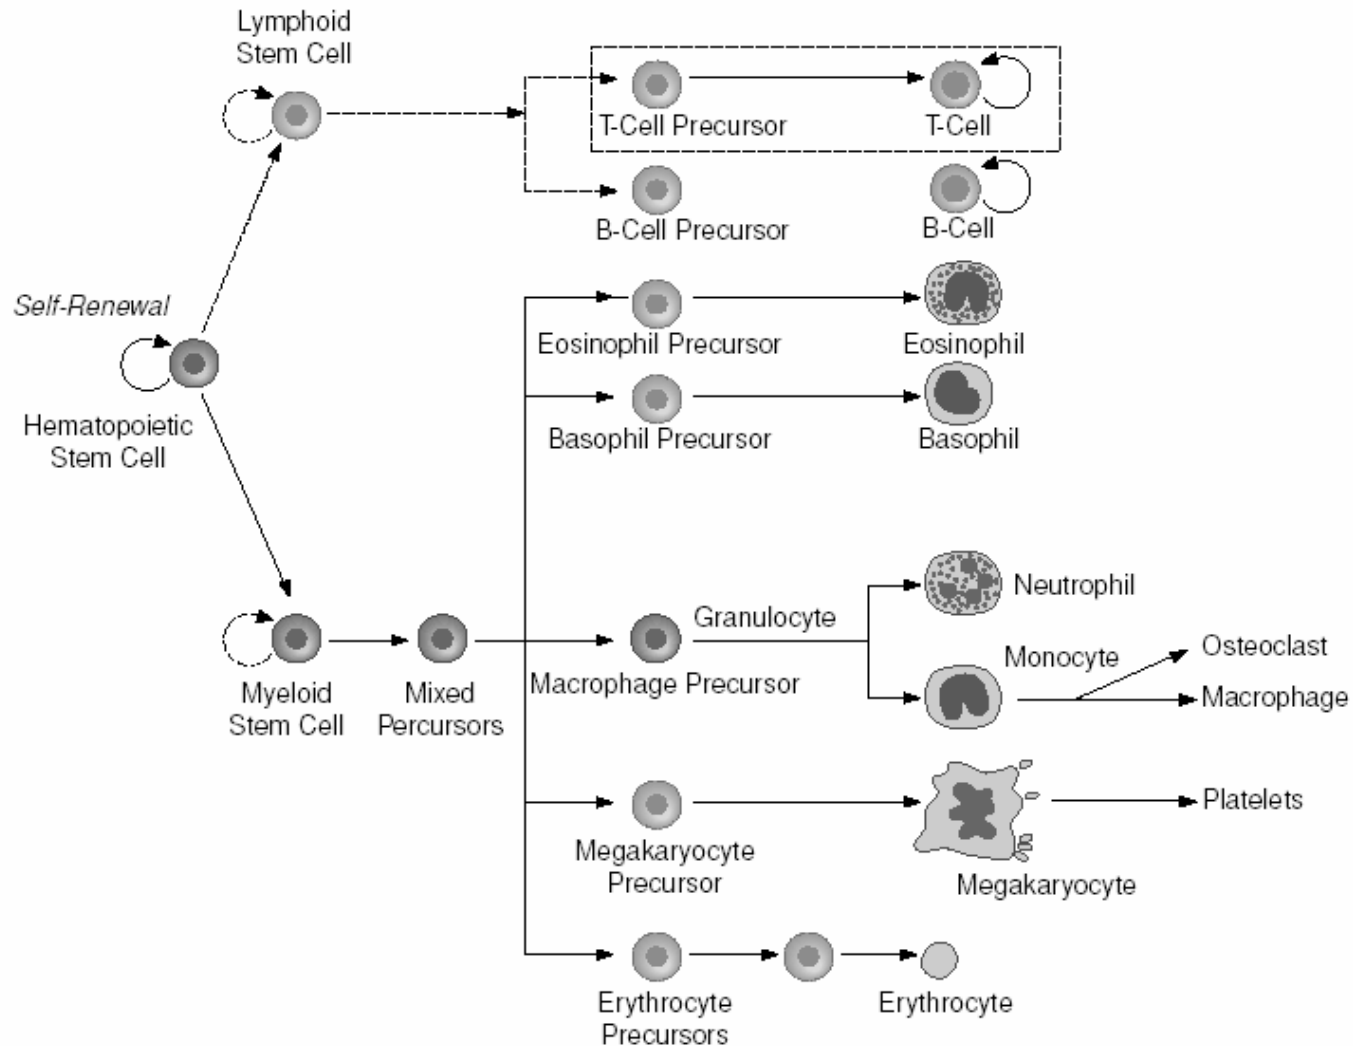 Lymphoid
Stem Cell
T-Cell Precursor
T-Cell
B-Cell Precursor
B-Cell
Self-Renewal
Hematopoietic
Stem Cell
Eosinophil Precursor
Eosinophil
Basophil Precursor
Basophil
Myeloid
Stem Cell
Mixed
Percursors
Macrophage Precursor
Granulocyte
Neutrophil
Monocyte
Osteoclast
Macrophage
Megakaryocyte
Precursor
Megakaryocyte
Platelets
Erythrocyte
Precursors
Erythrocyte